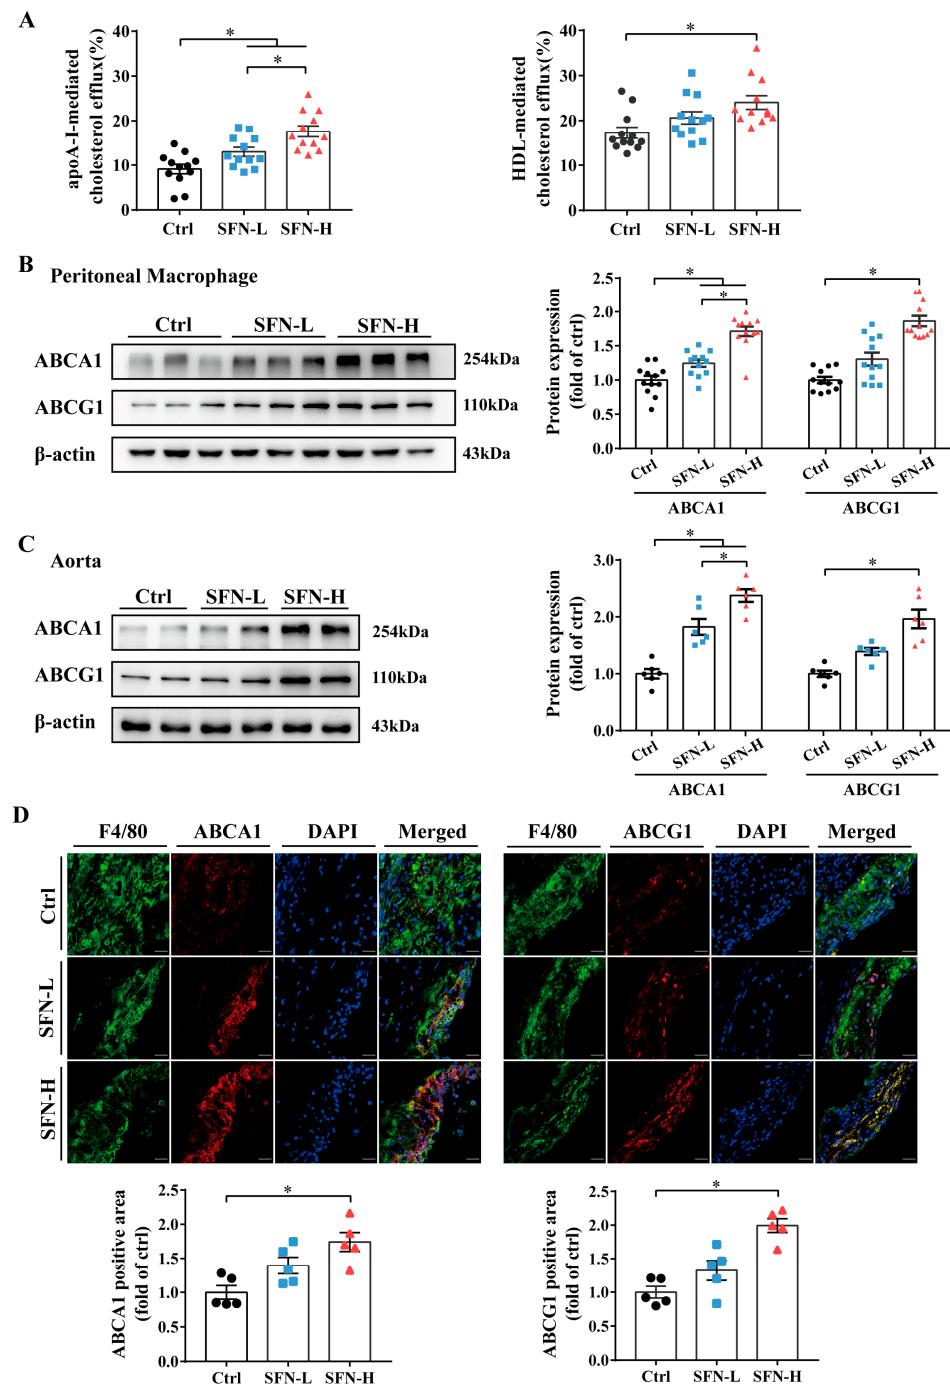 A
apoA-I-mediated
cholesterol efflux(%)
40
30
20
10
0
*
*
Ctrl SFN-L SFN-H
HDL-mediated
cholesterol efflux(%)
40
30
20
10
0
*
Ctrl SFN-L SFN-H
B
Peritoneal Macrophage
Ctrl SFN-L SFN-H
ABCA1 254kDa
ABCG1 110kDa
β-actin 43kDa
Protein expression
(fold of ctrl)
2.5
2.0
1.5
1.0
0.5
0.0
*
*
*
Ctrl SFN-L SFN-H Ctrl SFN-L SFN-H
ABCA1 ABCG1
C
Aorta
Ctrl SFN-L SFN-H
ABCA1 254kDa
ABCG1 110kDa
β-actin 43kDa
Protein expression
(fold of ctrl)
3.0
2.0
1.0
0.0
*
*
*
Ctrl SFN-L SFN-H Ctrl SFN-L SFN-H
ABCA1 ABCG1
D
F4/80 ABCA1 DAPI Merged F4/80 ABCG1 DAPI Merged
Ctrl
SFN-L
SFN-H
ABCA1 positive area
(fold of ctrl)
2.5
2.0
1.5
1.0
0.5
0.0
*
Ctrl SFN-L SFN-H
ABCG1 positive area
(fold of ctrl)
2.5
2.0
1.5
1.0
0.5
0.0
*
Ctrl SFN-L SFN-H